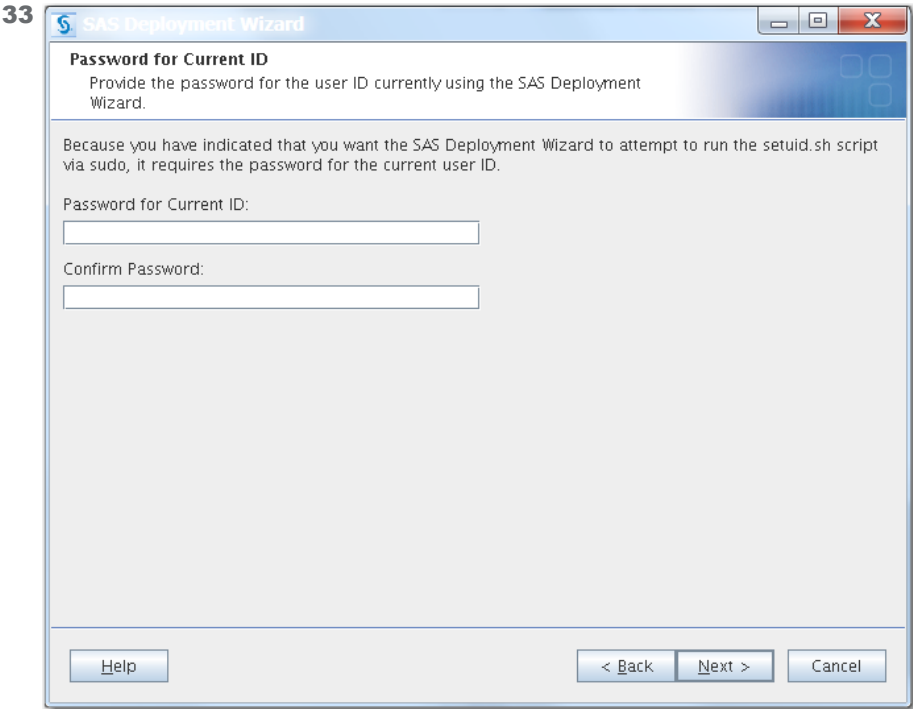 33
SAS Deployment Wizard
Password for Current ID
Provide the password for the user ID currently using the SAS Deployment
Wizard.
Because you have indicated that you want the SAS Deployment Wizard to attempt to run the setuid.sh script
via sudo, it requires the password for the current user ID.
Password for Current ID:
Confirm Password:
Help < Back Next > Cancel